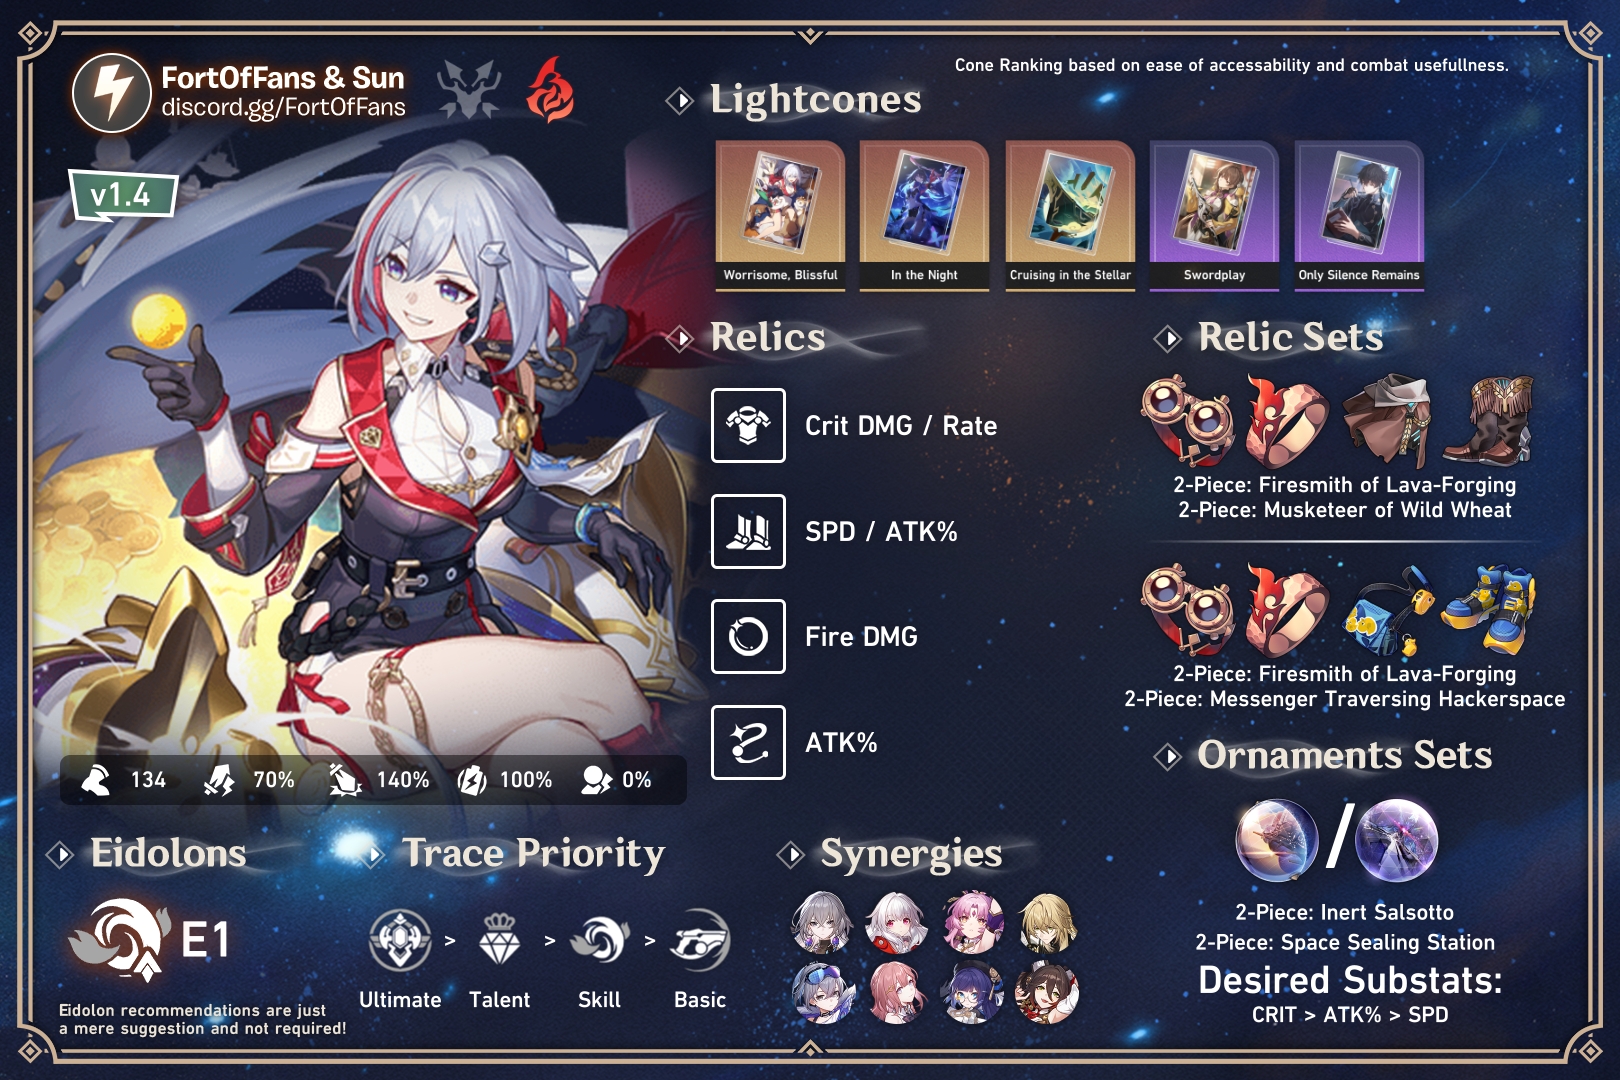 FortOfFans & Sun
discord.gg/FortOfFans
v1.4
Cone Ranking based on ease of accessability and combat usefullness.
Lightcones
Worrisome, Blissful
In the Night
Cruising in the Stellar
Swordplay
Only Silence Remains
Relics
Crit DMG / Rate
SPD / ATK%
Fire DMG
ATK%
Relic Sets
2-Piece: Firesmith of Lava-Forging
2-Piece: Musketeer of Wild Wheat
2-Piece: Firesmith of Lava-Forging
2-Piece: Messenger Traversing Hackerspace
Ornaments Sets
2-Piece: Inert Salsotto
2-Piece: Space Sealing Station
Desired Substats:
CRIT > ATK% > SPD
134 70% 140% 100% 0%
Eidolons
E1
Eidolon recommendations are just
a mere suggestion and not required!
Trace Priority
> > >
Ultimate Talent Skill Basic
Synergies